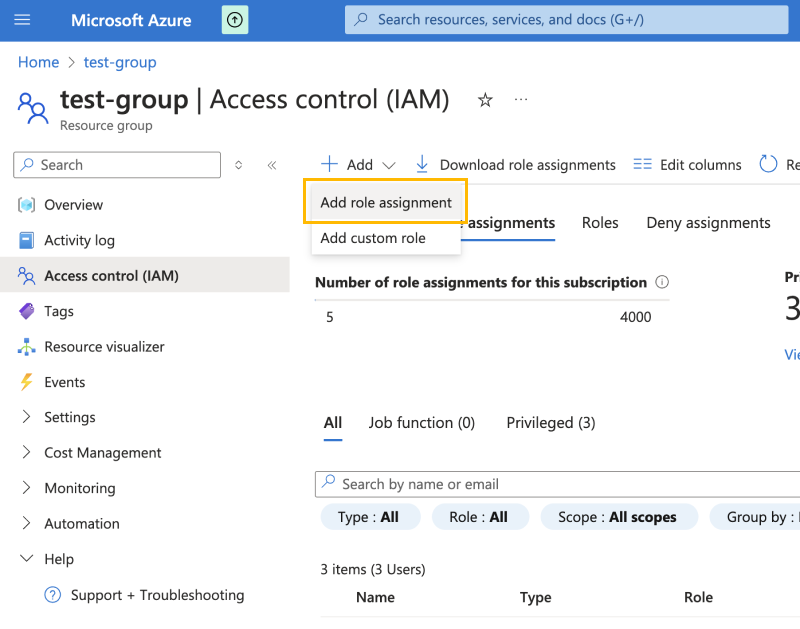 Microsoft Azure
Search resources, services, and docs (G+/)
Home > test-group
test-group | Access control (IAM)
Resource group
Search
Add
Download role assignments
Edit columns
Re
Add role assignment
Add custom role
assignments
Roles
Deny assignments
Overview
Activity log
Access control (IAM)
Tags
Resource visualizer
Events
Settings
Cost Management
Monitoring
Automation
Help
Support + Troubleshooting
Number of role assignments for this subscription
5
4000
Pri
3
Vie
All
Job function (0)
Privileged (3)
Search by name or email
Type : All
Role : All
Scope : All scopes
Group by :
3 items (3 Users)
Name
Type
Role